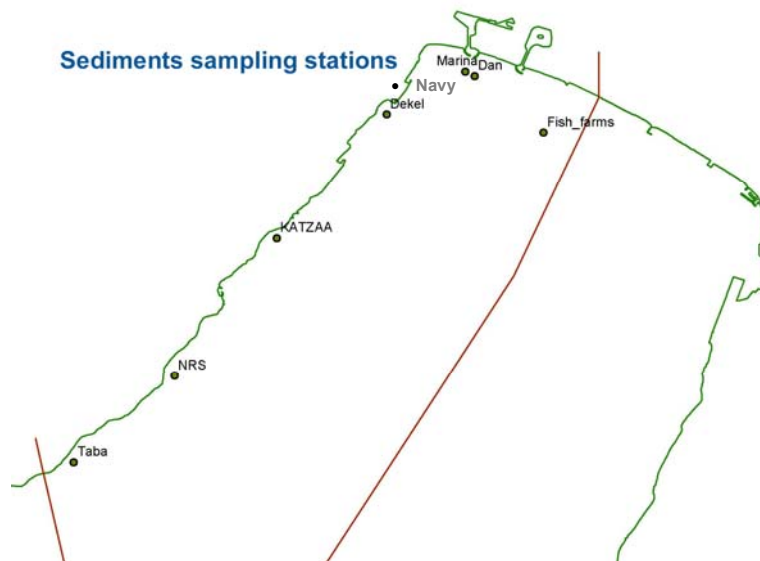 Sediments sampling stations
Marina
Dan
Navy
Dekel
Fish_farms
KATZAA
NRS
Taba